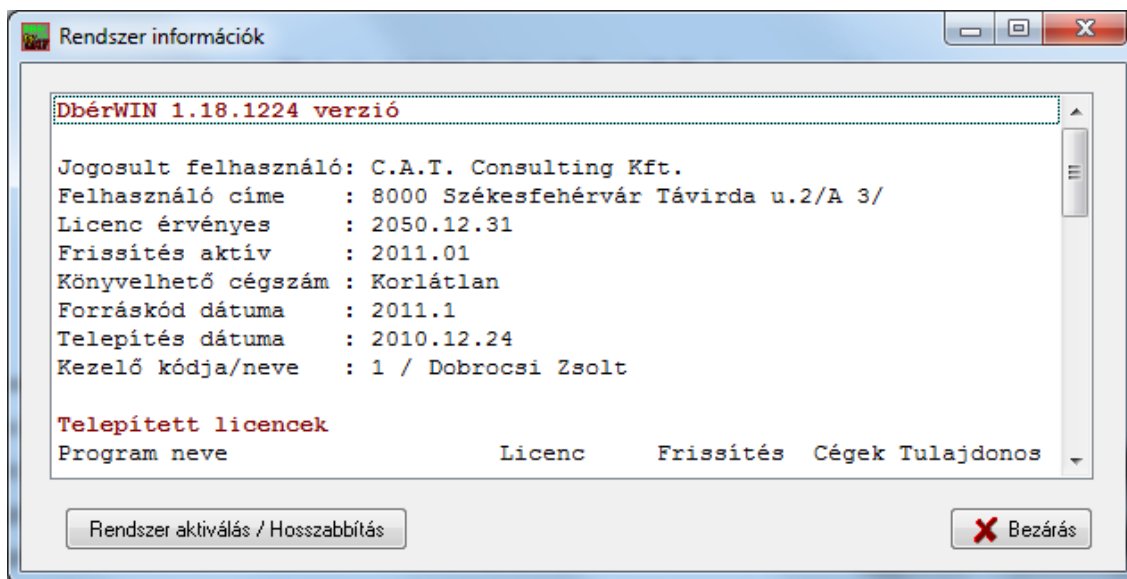 Rendszer információk
DbérWIN 1.18.1224 verzió
Jogosult felhasználó: C.A.T. Consulting Kft.
Felhasználó címe : 8000 Székesfehérvár Távirda u.2/A 3/
Licenc érvényes : 2050.12.31
Frissítés aktív : 2011.01
Könyvelhető cégszám : Korlátlan
Forráskód dátuma : 2011.1
Telepítés dátuma : 2010.12.24
Kezelő kódja/neve : 1 / Dobrocsi Zsolt
Telepített licencek
Program neve Licenc Frissítés Cégek Tulajdonos
Rendszer aktiválás / Hosszabbítás Bezárás